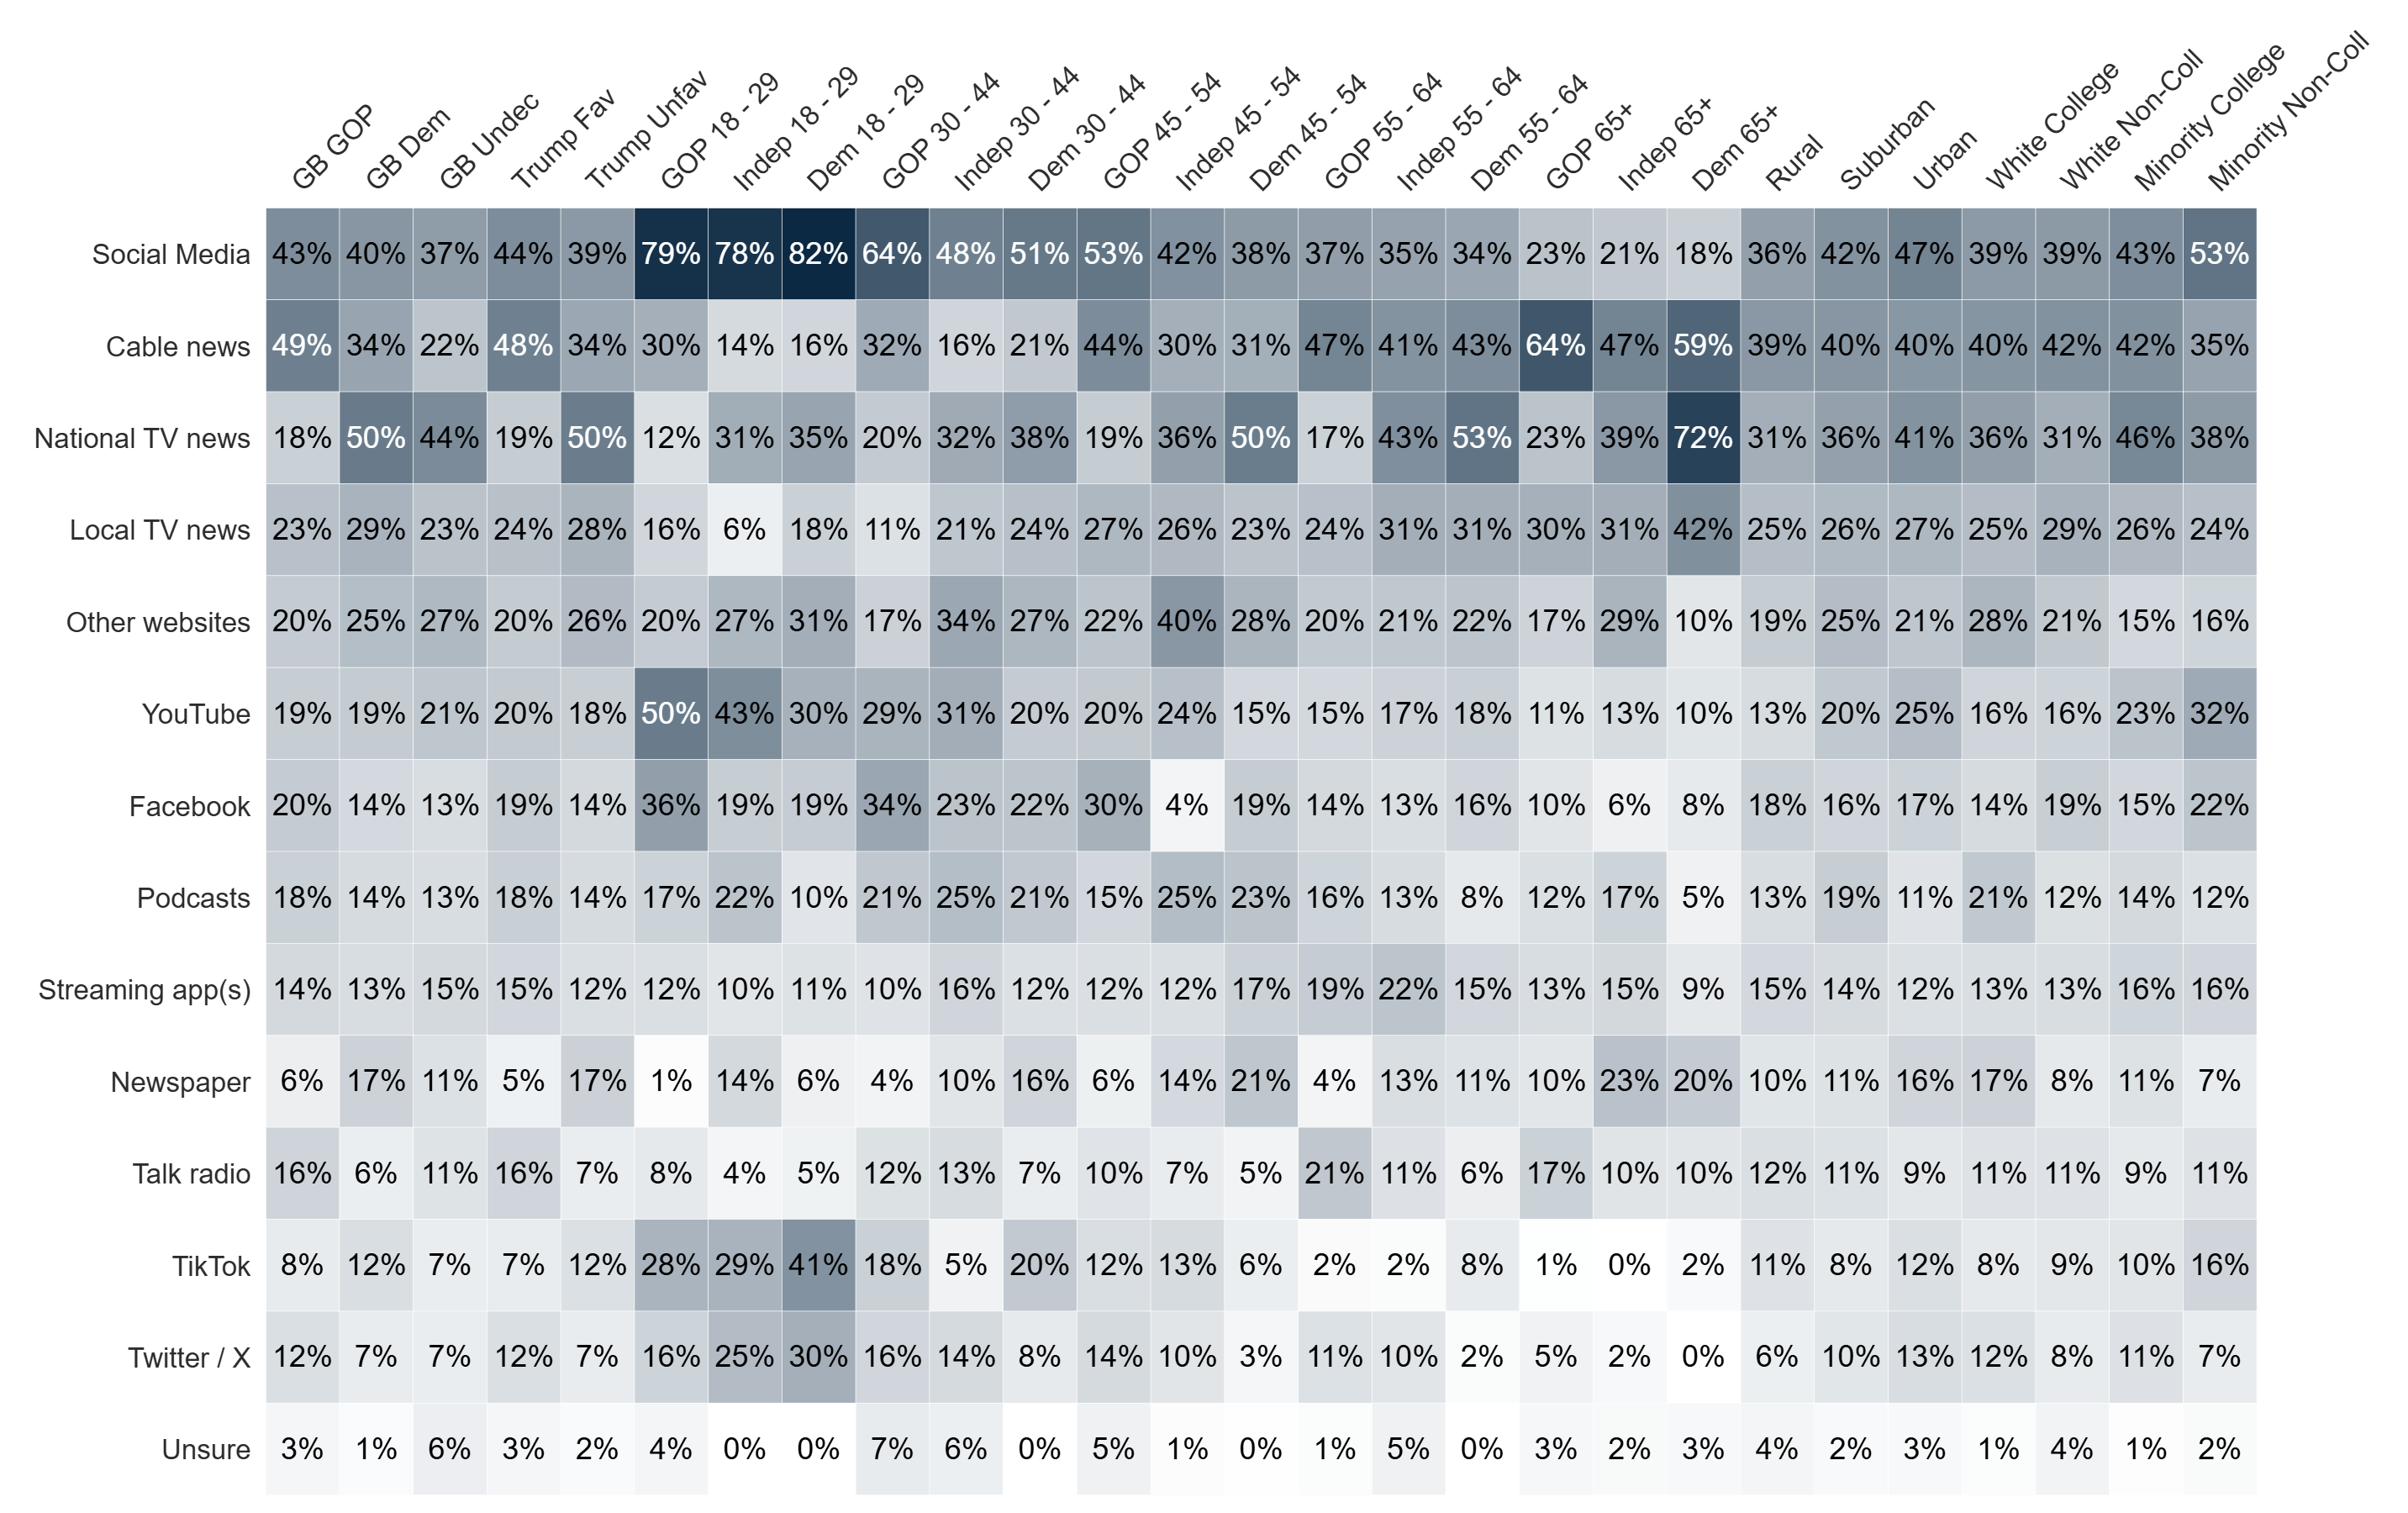 GB GOP GB Dem GB Undec Trump Fav Trump Unfav GOP 18 - 29 Indep 18 - 29 Dem 18 - 29 GOP 30 - 44 Indep 30 - 44 Dem 30 - 44 GOP 45 - 54 Indep 45 - 54 Dem 45 - 54 GOP 55 - 64 Indep 55 - 64 Dem 55 - 64 GOP 65+ Indep 65+ Dem 65+ Rural Suburban Urban White College White Non-Coll Minority College Minority Non-Coll
Social Media 43% 40% 37% 44% 39% 79% 78% 82% 64% 48% 51% 53% 42% 38% 37% 35% 34% 23% 21% 18% 36% 42% 47% 39% 39% 43% 53%
Cable news 49% 34% 22% 48% 34% 30% 14% 16% 32% 16% 21% 44% 30% 31% 47% 41% 43% 64% 47% 59% 39% 40% 40% 40% 42% 42% 35%
National TV news 18% 50% 44% 19% 50% 12% 31% 35% 20% 32% 38% 19% 36% 50% 17% 43% 53% 23% 39% 72% 31% 36% 41% 36% 31% 46% 38%
Local TV news 23% 29% 23% 24% 28% 16% 6% 18% 11% 21% 24% 27% 26% 23% 24% 31% 31% 30% 31% 42% 25% 26% 27% 25% 29% 26% 24%
Other websites 20% 25% 27% 20% 26% 20% 27% 31% 17% 34% 27% 22% 40% 28% 20% 21% 22% 17% 29% 10% 19% 25% 21% 28% 21% 15% 16%
YouTube 19% 19% 21% 20% 18% 50% 43% 30% 29% 31% 20% 20% 24% 15% 15% 17% 18% 11% 13% 10% 13% 20% 25% 16% 16% 23% 32%
Facebook 20% 14% 13% 19% 14% 36% 19% 19% 34% 23% 22% 30% 4% 19% 14% 13% 16% 10% 6% 8% 18% 16% 17% 14% 19% 15% 22%
Podcasts 18% 14% 13% 18% 14% 17% 22% 10% 21% 25% 21% 15% 25% 23% 16% 13% 8% 12% 17% 5% 13% 19% 11% 21% 12% 14% 12%
Streaming app(s) 14% 13% 15% 15% 12% 12% 10% 11% 10% 16% 12% 12% 12% 17% 19% 22% 15% 13% 15% 9% 15% 14% 12% 13% 13% 16% 16%
Newspaper 6% 17% 11% 5% 17% 1% 14% 6% 4% 10% 16% 6% 14% 21% 4% 13% 11% 10% 23% 20% 10% 11% 16% 17% 8% 11% 7%
Talk radio 16% 6% 11% 16% 7% 8% 4% 5% 12% 13% 7% 10% 7% 5% 21% 11% 6% 17% 10% 10% 12% 11% 9% 11% 11% 9% 11%
TikTok 8% 12% 7% 7% 12% 28% 29% 41% 18% 5% 20% 12% 13% 6% 2% 2% 8% 1% 0% 2% 11% 8% 12% 8% 9% 10% 16%
Twitter / X 12% 7% 7% 12% 7% 16% 25% 30% 16% 14% 8% 14% 10% 3% 11% 10% 2% 5% 2% 0% 6% 10% 13% 12% 8% 11% 7%
Unsure 3% 1% 6% 3% 2% 4% 0% 0% 7% 6% 0% 5% 1% 0% 1% 5% 0% 3% 2% 3% 4% 2% 3% 1% 4% 1% 2%